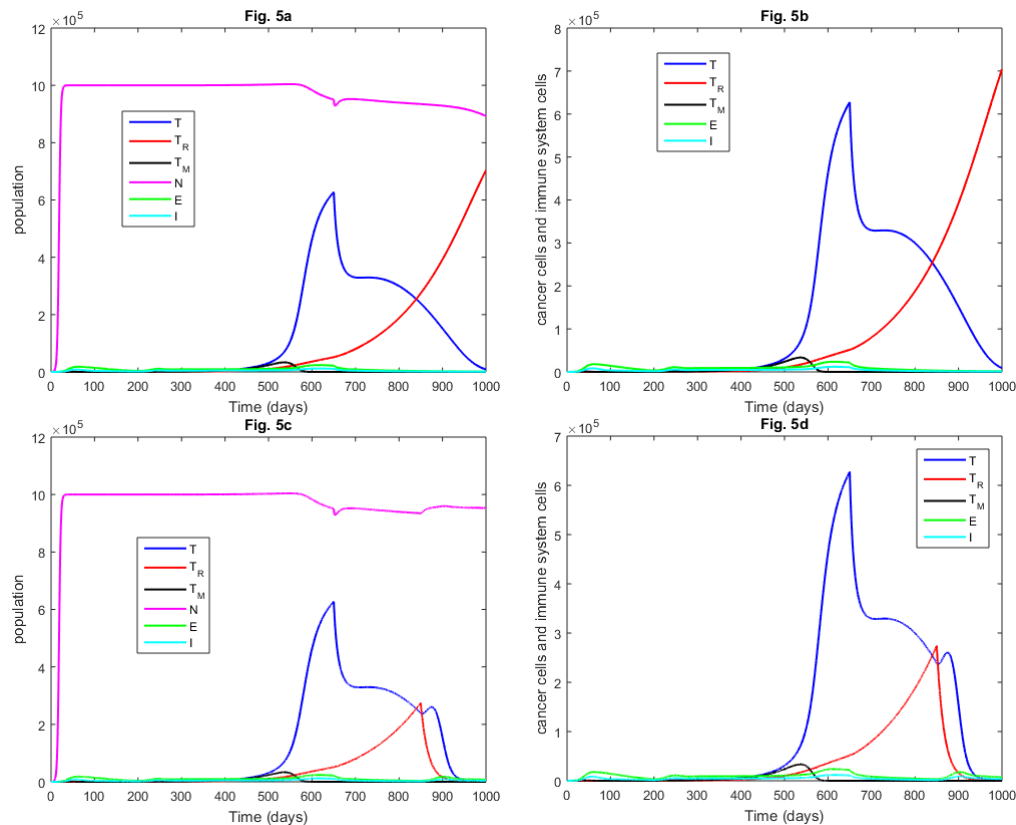 Fig. 5a
×10^5
population
12
10
8
6
4
2
0
T
T_R
T_M
N
E
I
0 100 200 300 400 500 600 700 800 900 1000
Time (days)
Fig. 5b
×10^5
cancer cells and immune system cells
8
7
6
5
4
3
2
1
0
T
T_R
T_M
E
I
0 100 200 300 400 500 600 700 800 900 1000
Time (days)
Fig. 5c
×10^5
population
12
10
8
6
4
2
0
T
T_R
T_M
N
E
I
0 100 200 300 400 500 600 700 800 900 1000
Time (days)
Fig. 5d
×10^5
cancer cells and immune system cells
7
6
5
4
3
2
1
0
T
T_R
T_M
E
I
0 100 200 300 400 500 600 700 800 900 1000
Time (days)